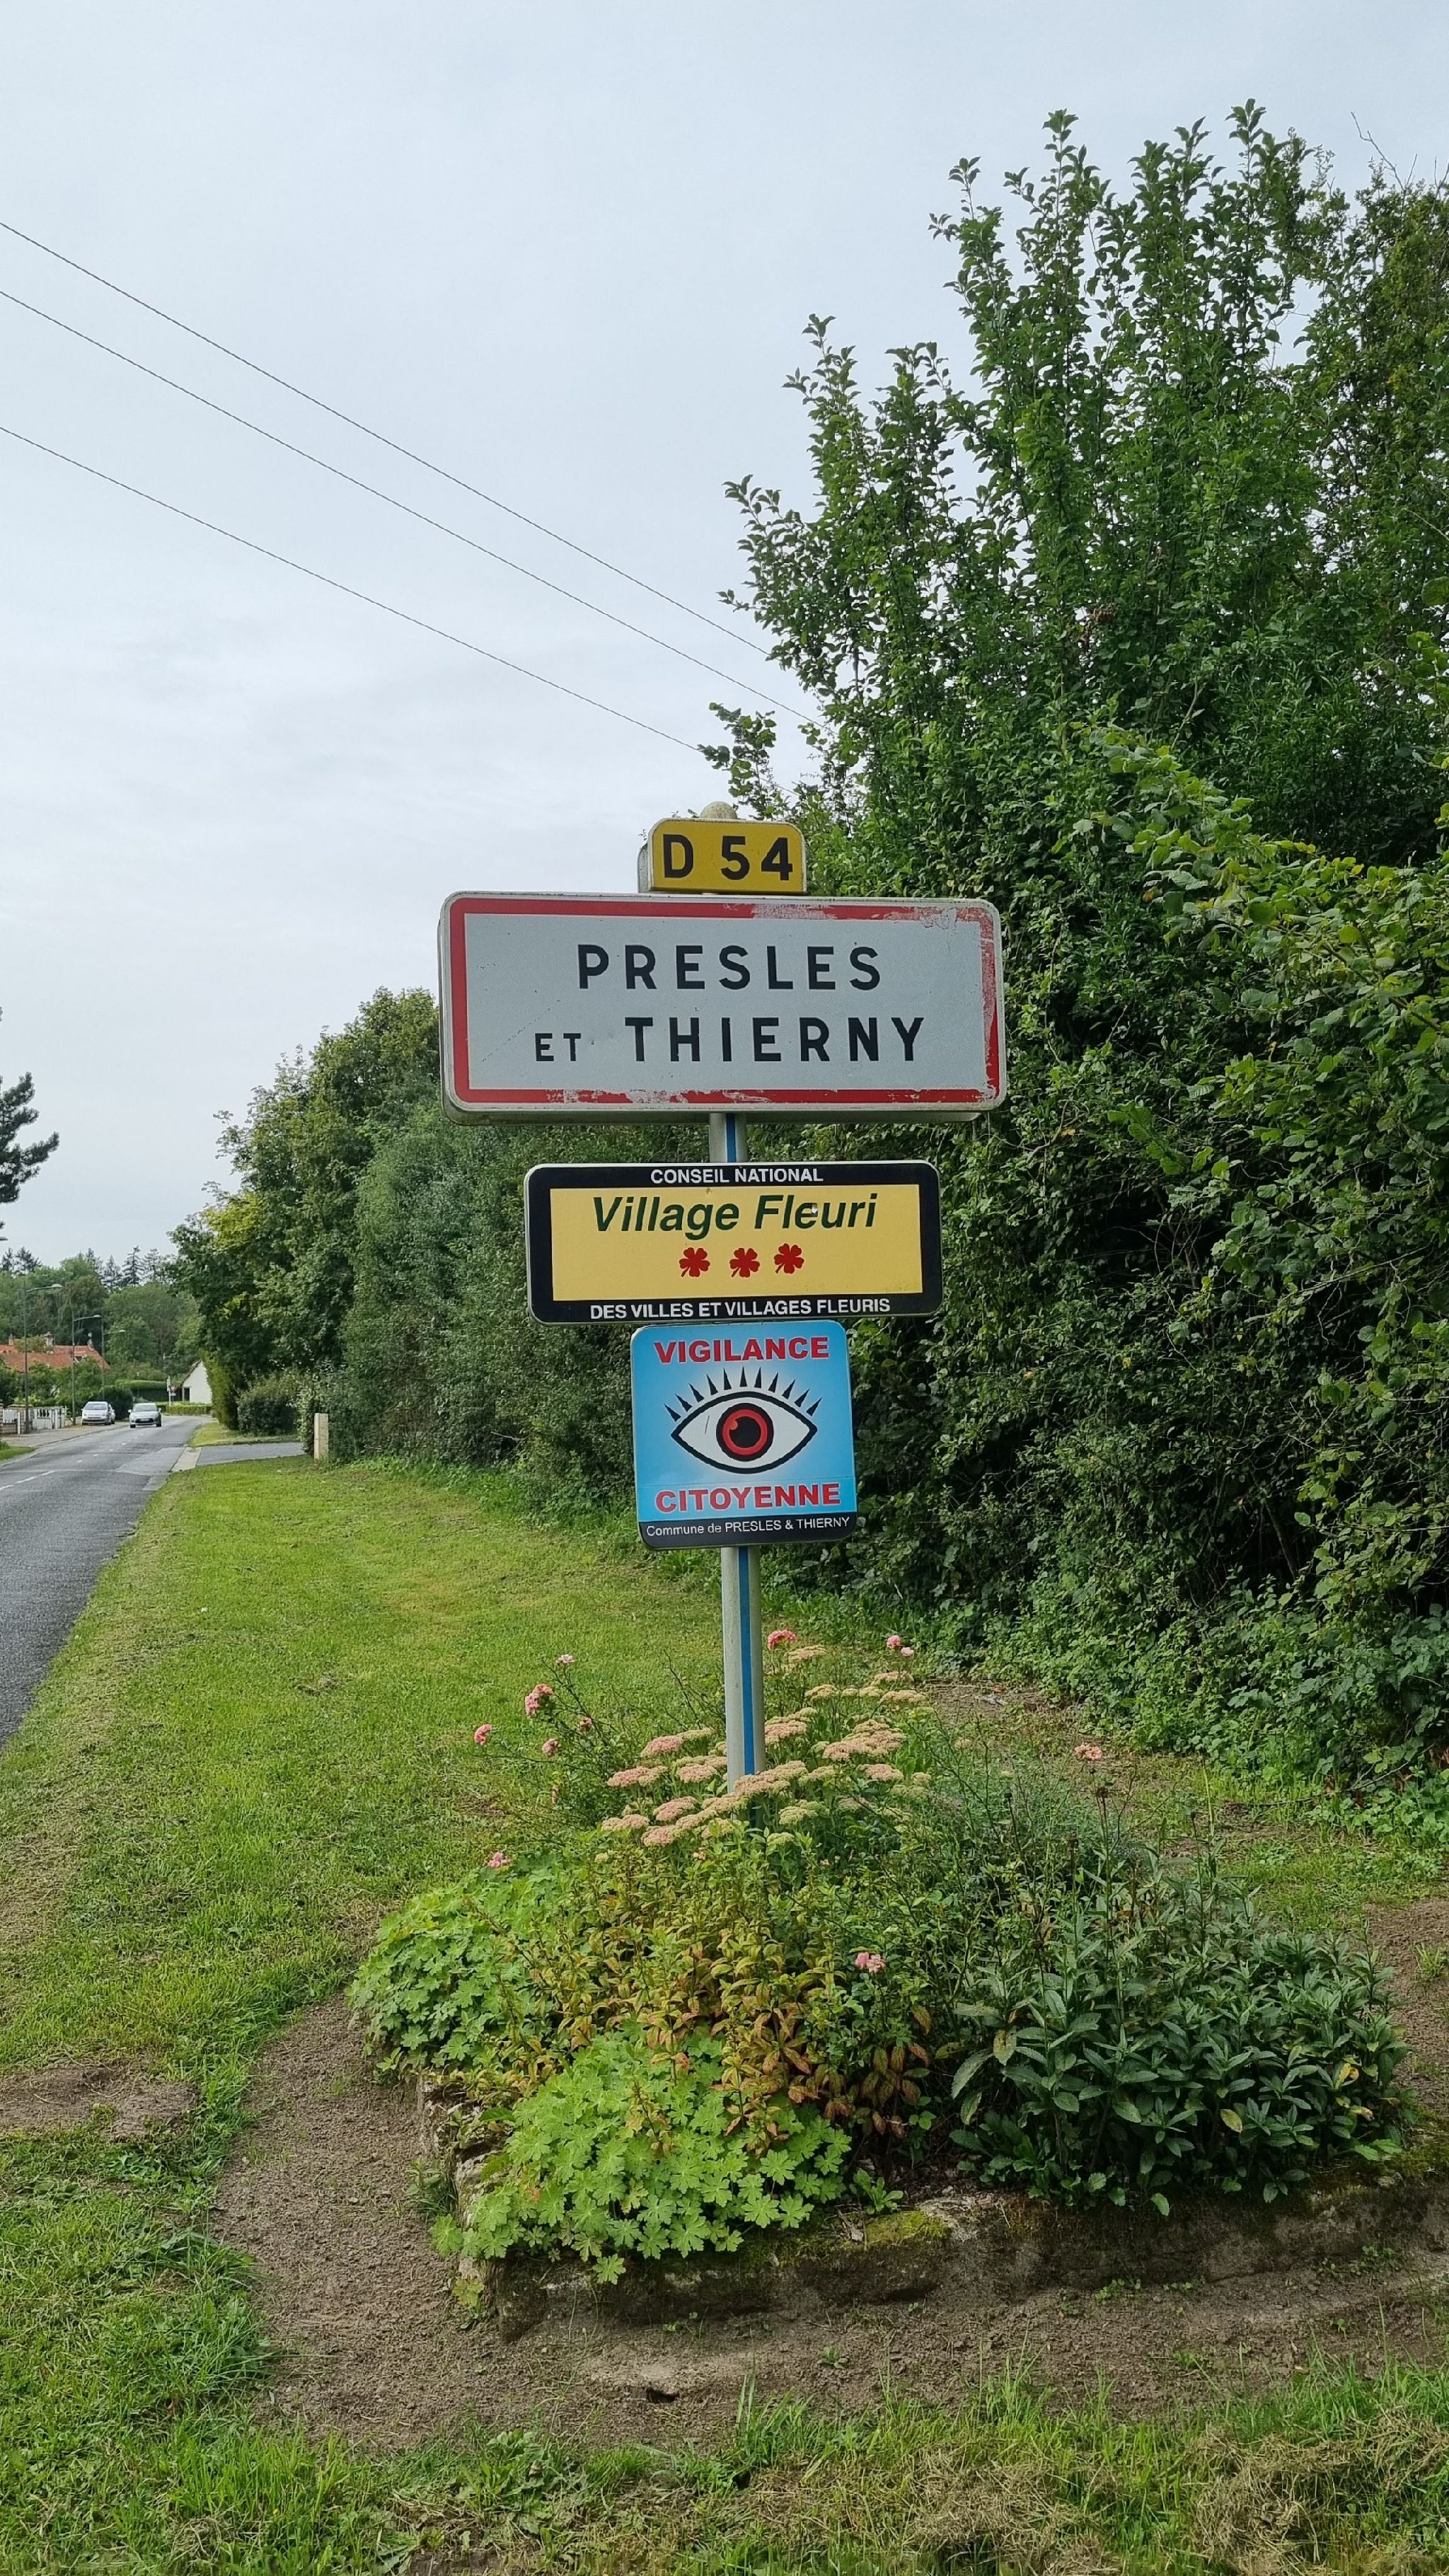 D 54
PRESLES
ET THIERNY
CONSEIL NATIONAL
Village Fleuri
DES VILLES ET VILLAGES FLEURIS
VIGILANCE
CITOYENNE
Commune de PRESLES & THIERNY